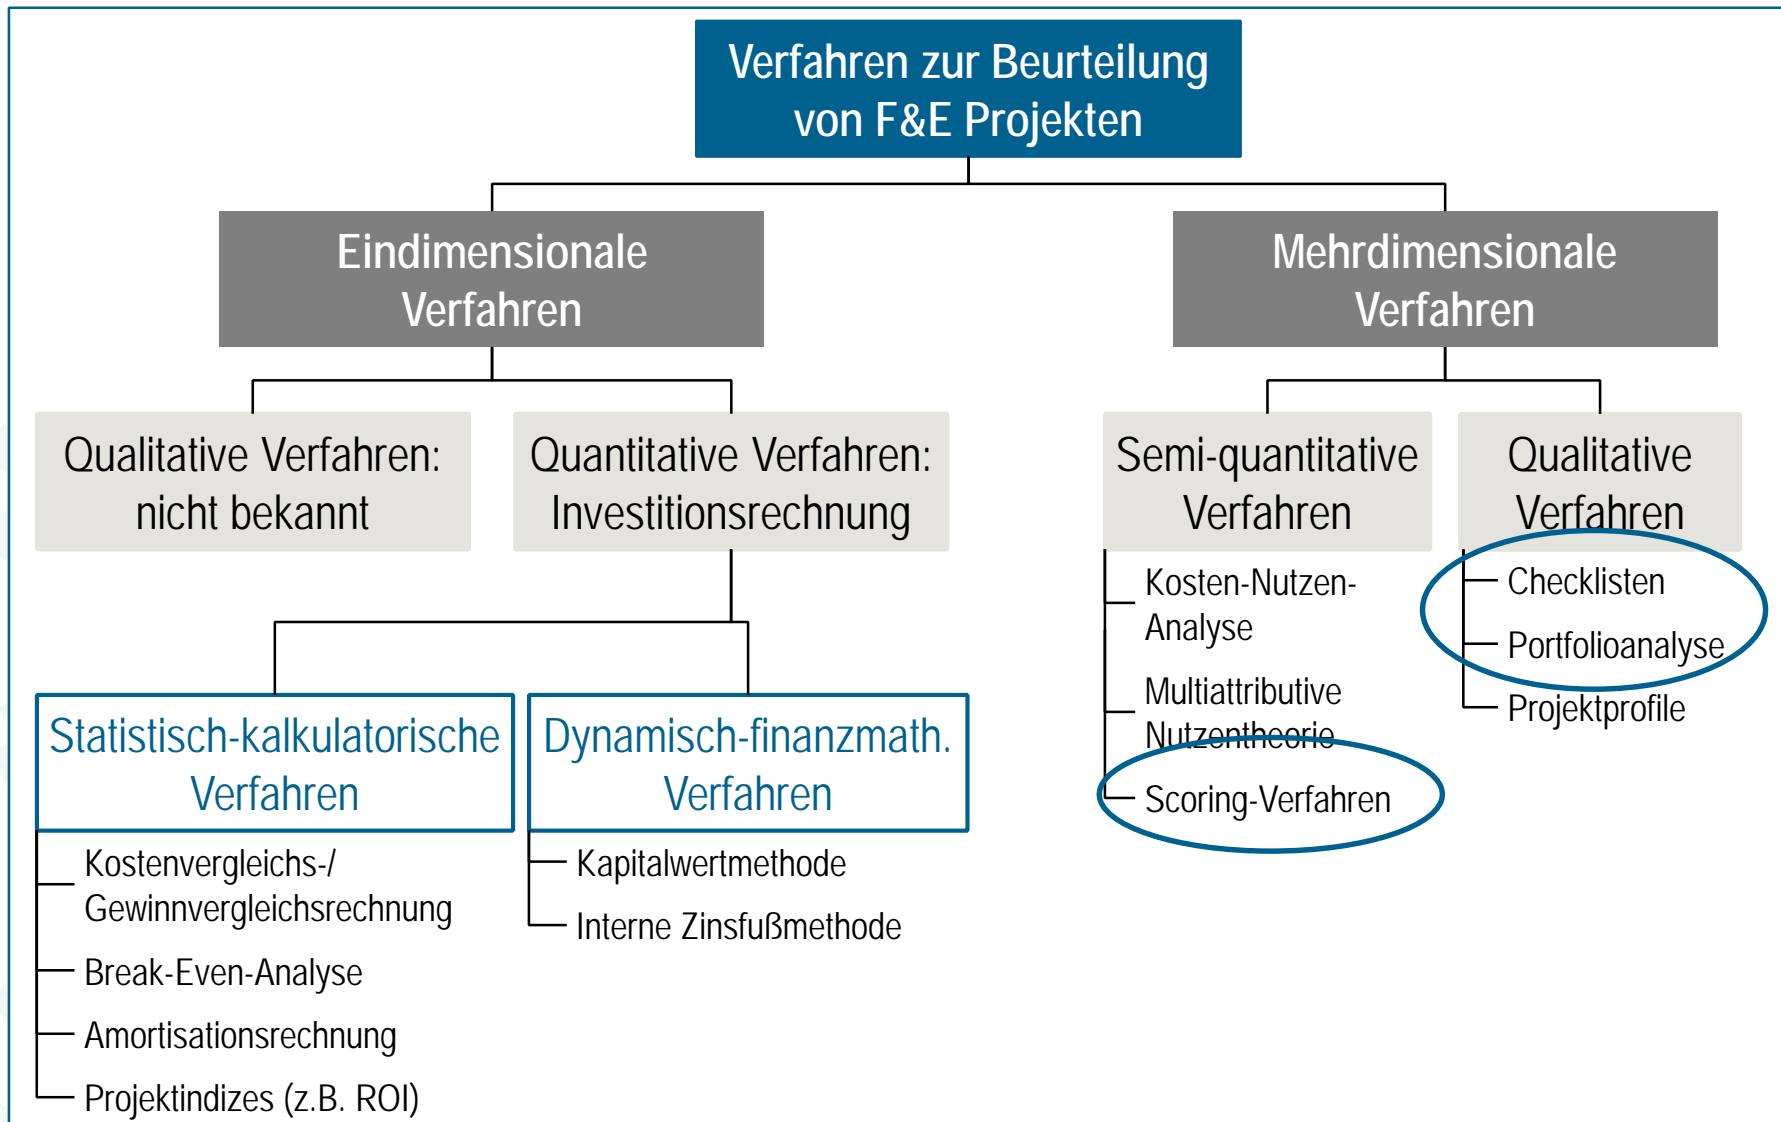 Verfahren zur Beurteilung
von F&E Projekten
Eindimensionale
Verfahren
Mehrdimensionale
Verfahren
Qualitative Verfahren:
nicht bekannt
Quantitative Verfahren:
Investitionsrechnung
Semi-quantitative
Verfahren
Qualitative
Verfahren
Kosten-Nutzen-
Analyse
Multiattributive
Nutzentheorie
Scoring-Verfahren
Checklisten
Portfolioanalyse
Projektprofile
Statistisch-kalkulatorische
Verfahren
Dynamisch-finanzmath.
Verfahren
Kostenvergleichs-/
Gewinnvergleichsrechnung
Break-Even-Analyse
Amortisationsrechnung
Projektindizes (z.B. ROI)
Kapitalwertmethode
Interne Zinsfußmethode